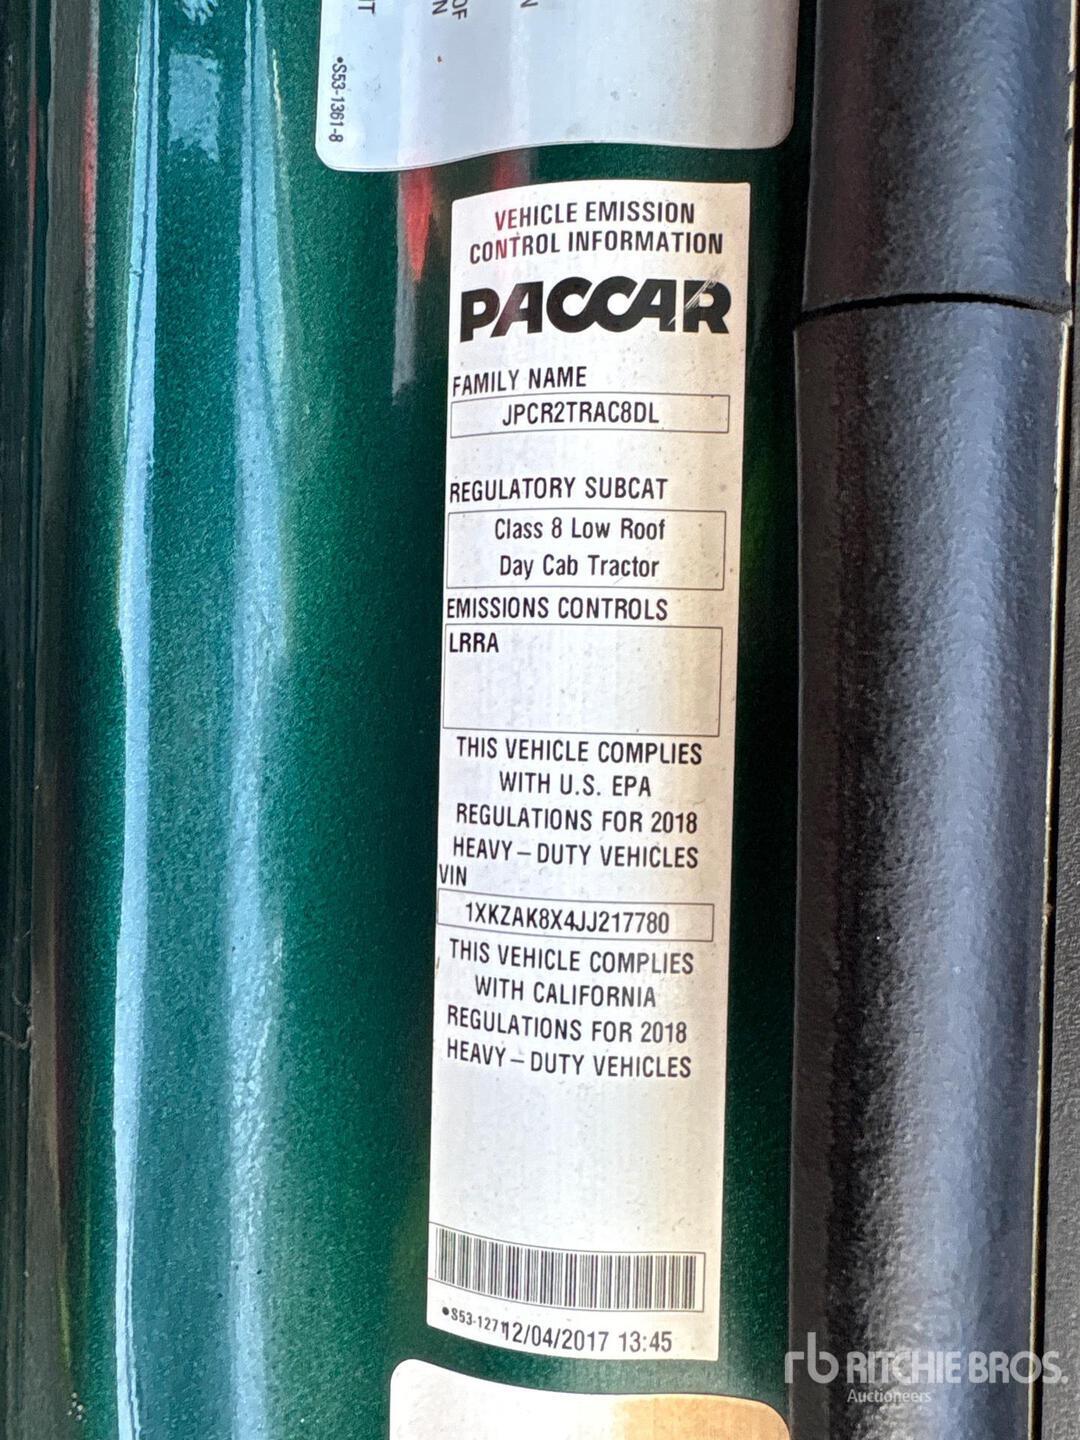 •S53-1361-8
VEHICLE EMISSION
CONTROL INFORMATION
PACCAR
FAMILY NAME
JPCR2TRAC8DL
REGULATORY SUBCAT
Class 8 Low Roof
Day Cab Tractor
EMISSIONS CONTROLS
LRRA
THIS VEHICLE COMPLIES
WITH U.S. EPA
REGULATIONS FOR 2018
HEAVY–DUTY VEHICLES
VIN
1XKZAK8X4JJ217780
THIS VEHICLE COMPLIES
WITH CALIFORNIA
REGULATIONS FOR 2018
HEAVY–DUTY VEHICLES
•S53-127
12/04/2017 13:45
rb RITCHIE BROS.
Auctioneers